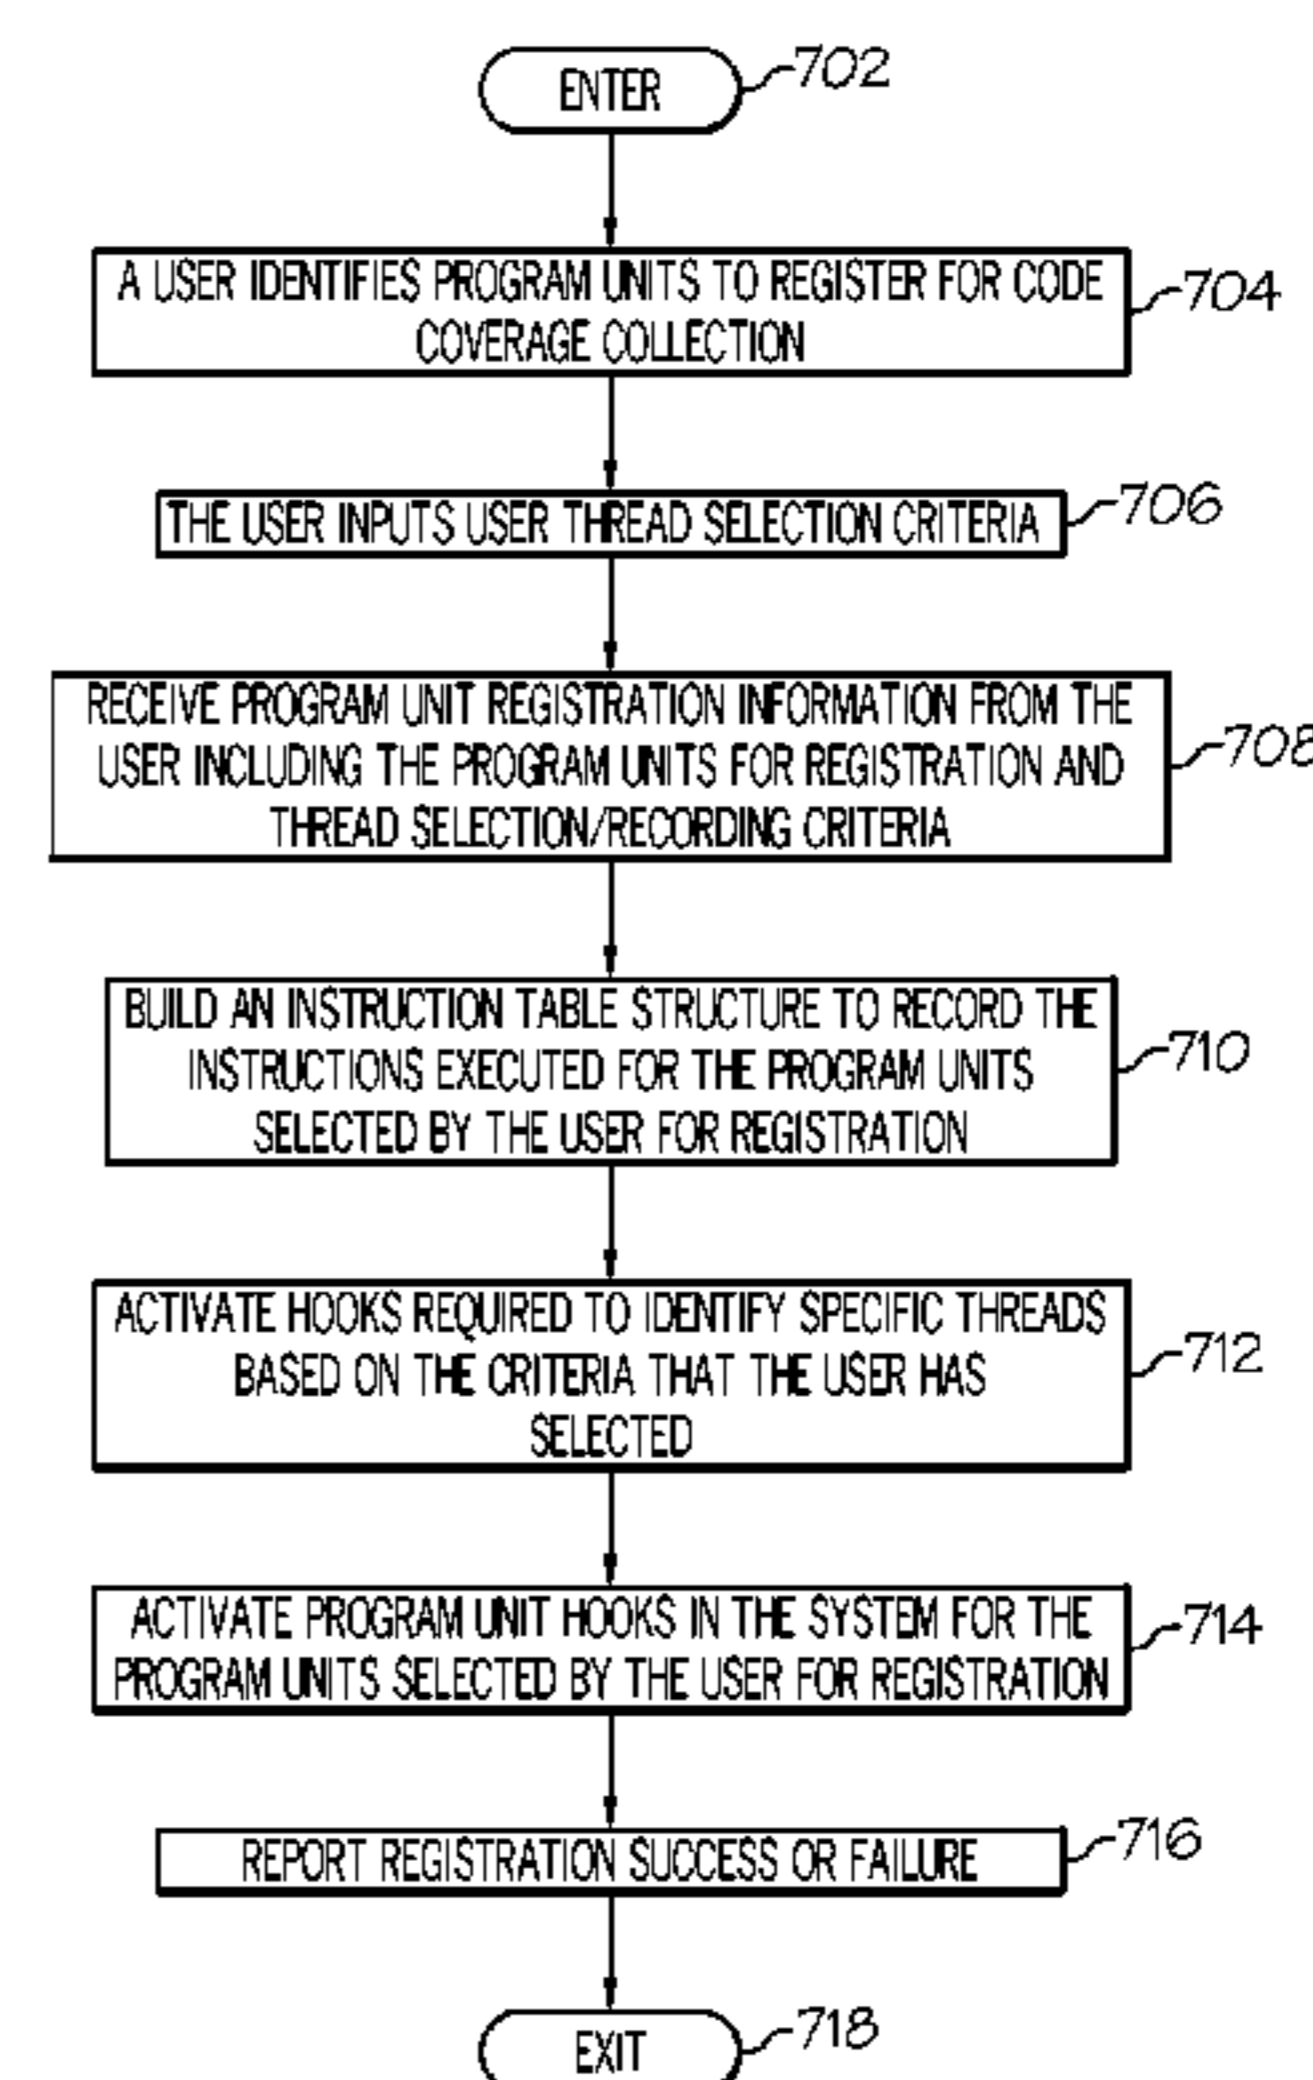 ENTER
702
A USER IDENTIFIES PROGRAM UNITS TO REGISTER FOR CODE
COVERAGE COLLECTION
704
THE USER INPUTS USER THREAD SELECTION CRITERIA
706
RECEIVE PROGRAM UNIT REGISTRATION INFORMATION FROM THE
USER INCLUDING THE PROGRAM UNITS FOR REGISTRATION AND
THREAD SELECTION/RECORDING CRITERIA
708
BUILD AN INSTRUCTION TABLE STRUCTURE TO RECORD THE
INSTRUCTIONS EXECUTED FOR THE PROGRAM UNITS
SELECTED BY THE USER FOR REGISTRATION
710
ACTIVATE HOOKS REQUIRED TO IDENTIFY SPECIFIC THREADS
BASED ON THE CRITERIA THAT THE USER HAS
SELECTED
712
ACTIVATE PROGRAM UNIT HOOKS IN THE SYSTEM FOR THE
PROGRAM UNITS SELECTED BY THE USER FOR REGISTRATION
714
REPORT REGISTRATION SUCCESS OR FAILURE
716
EXIT
718